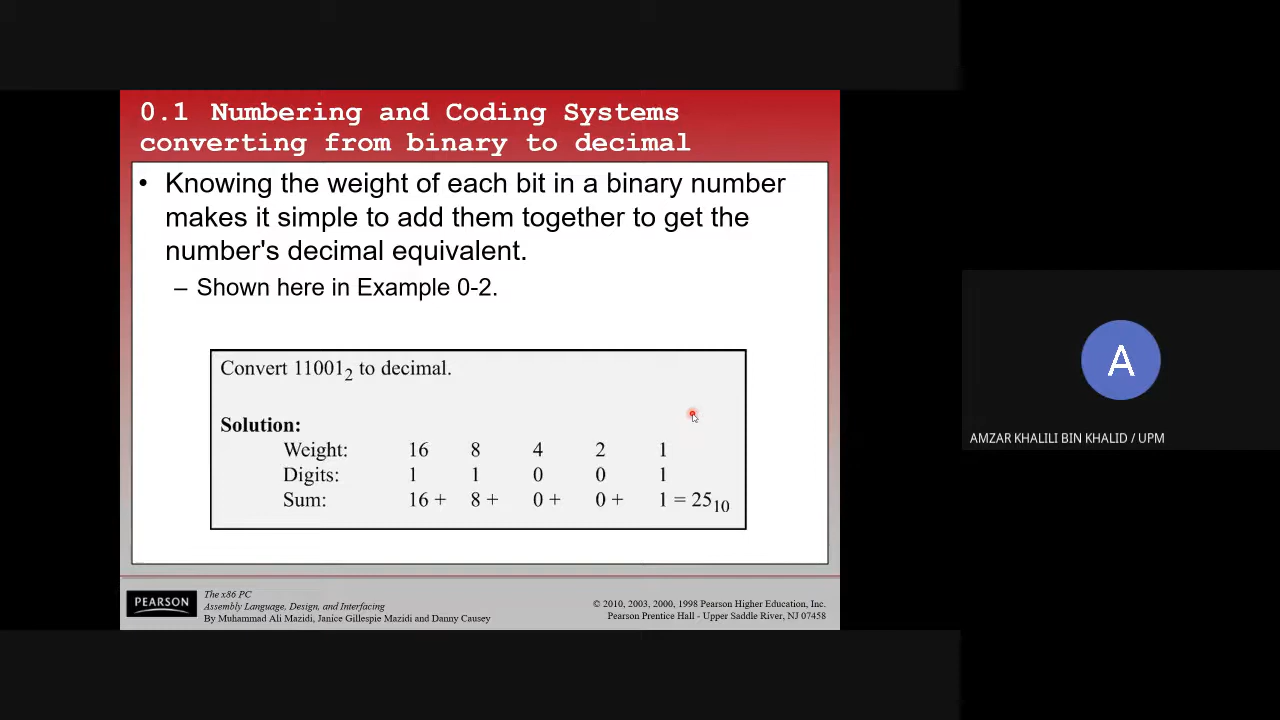 0.1 Numbering and Coding Systems
converting from binary to decimal
• Knowing the weight of each bit in a binary number
makes it simple to add them together to get the
number's decimal equivalent.
– Shown here in Example 0-2.
Convert 11001₂ to decimal.
Solution:
Weight: 16 8 4 2 1
Digits: 1 1 0 0 1
Sum: 16 + 8 + 0 + 0 + 1 = 25₁₀
A
AMZAR KHALILI BIN KHALID / UPM
PEARSON
The x86 PC
Assembly Language, Design, and Interfacing
By Muhammad Ali Mazidi, Janice Gillespie Mazidi and Danny Causey
© 2010, 2003, 2000, 1998 Pearson Higher Education, Inc.
Pearson Prentice Hall - Upper Saddle River, NJ 07458